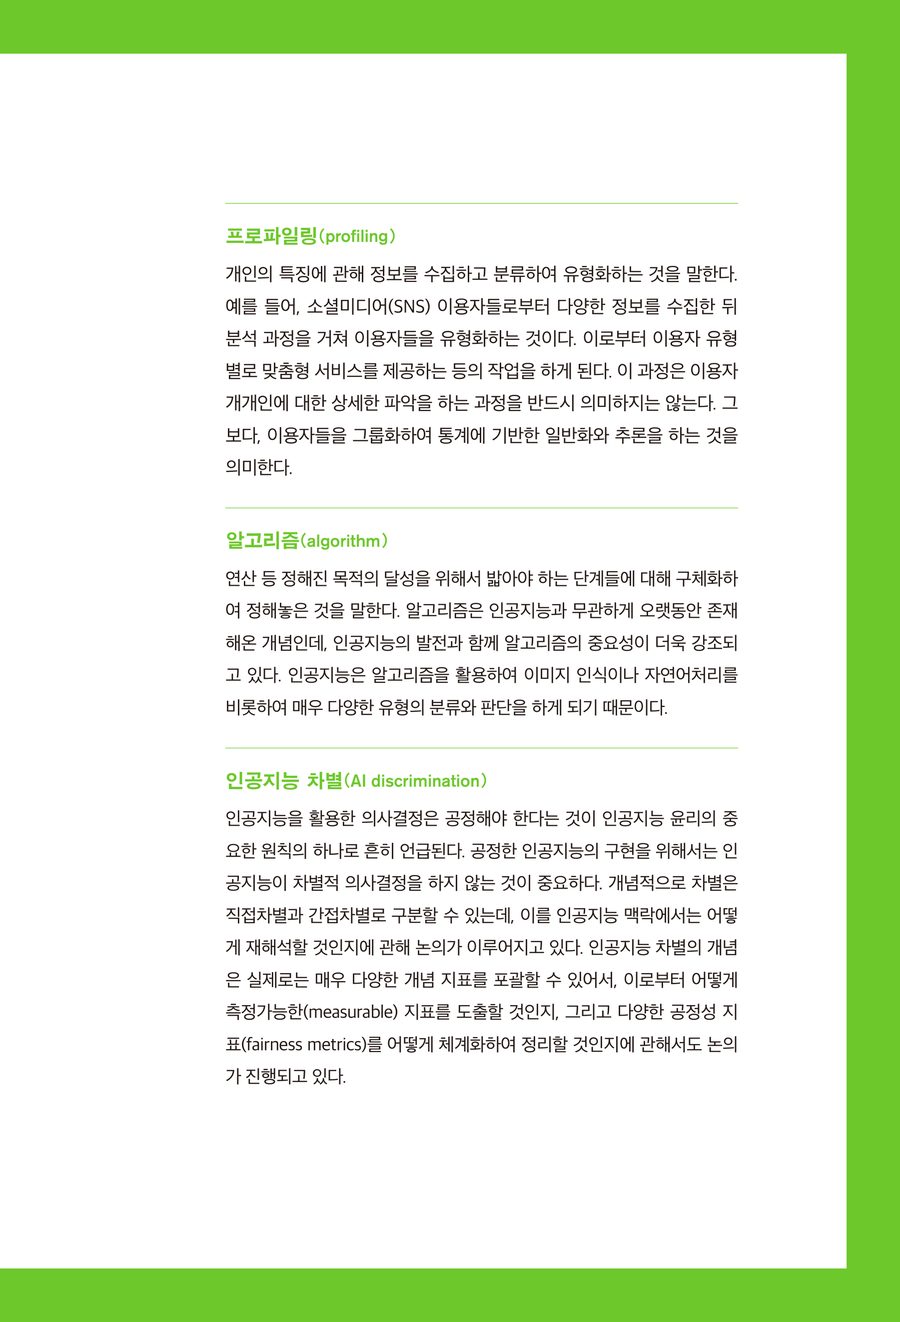 프로파일링(profiling)
개인의 특징에 관해 정보를 수집하고 분류하여 유형화하는 것을 말한다.
예를 들어, 소셜미디어(SNS) 이용자들로부터 다양한 정보를 수집한 뒤
분석 과정을 거쳐 이용자들을 유형화하는 것이다. 이로부터 이용자 유형
별로 맞춤형 서비스를 제공하는 등의 작업을 하게 된다. 이 과정은 이용자
개개인에 대한 상세한 파악을 하는 과정을 반드시 의미하지는 않는다. 그
보다, 이용자들을 그룹화하여 통계에 기반한 일반화와 추론을 하는 것을
의미한다.
알고리즘(algorithm)
연산 등 정해진 목적의 달성을 위해서 밟아야 하는 단계들에 대해 구체화하
여 정해놓은 것을 말한다. 알고리즘은 인공지능과 무관하게 오랫동안 존재
해온 개념인데, 인공지능의 발전과 함께 알고리즘의 중요성이 더욱 강조되
고 있다. 인공지능은 알고리즘을 활용하여 이미지 인식이나 자연어처리를
비롯하여 매우 다양한 유형의 분류와 판단을 하게 되기 때문이다.
인공지능 차별(AI discrimination)
인공지능을 활용한 의사결정은 공정해야 한다는 것이 인공지능 윤리의 중
요한 원칙의 하나로 흔히 언급된다. 공정한 인공지능의 구현을 위해서는 인
공지능이 차별적 의사결정을 하지 않는 것이 중요하다. 개념적으로 차별은
직접차별과 간접차별로 구분할 수 있는데, 이를 인공지능 맥락에서는 어떻
게 재해석할 것인지에 관해 논의가 이루어지고 있다. 인공지능 차별의 개념
은 실제로는 매우 다양한 개념 지표를 포괄할 수 있어서, 이로부터 어떻게
측정가능한(measurable) 지표를 도출할 것인지, 그리고 다양한 공정성 지
표(fairness metrics)를 어떻게 체계화하여 정리할 것인지에 관해서도 논의
가 진행되고 있다.